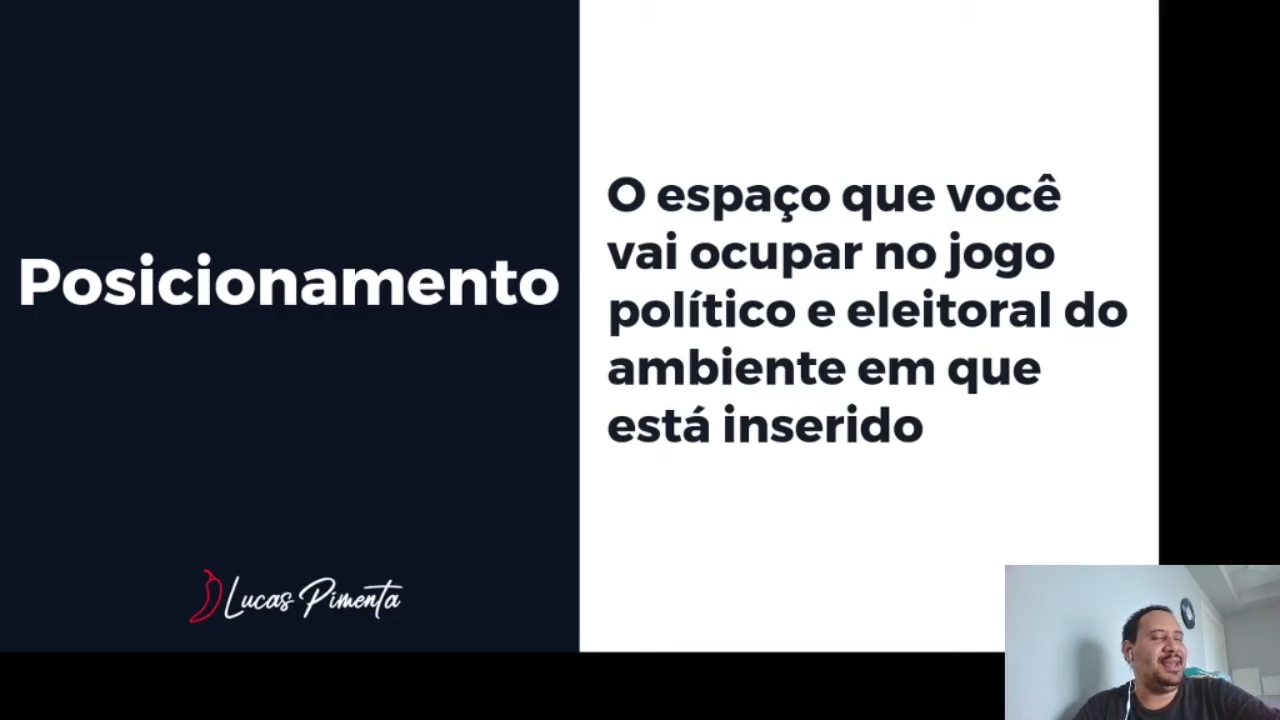 Posicionamento
O espaço que você
vai ocupar no jogo
político e eleitoral do
ambiente em que
está inserido
Lucas Pimenta